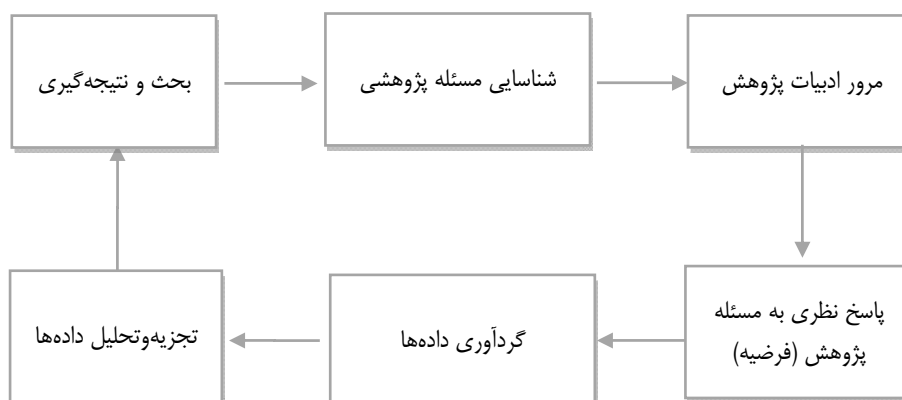 مرور ادبیات پژوهش
شناسایی مسئله پژوهشی
بحث و نتیجه‌گیری
پاسخ نظری به مسئله
پژوهش (فرضیه)
گردآوری داده‌ها
تجزیه‌وتحلیل داده‌ها